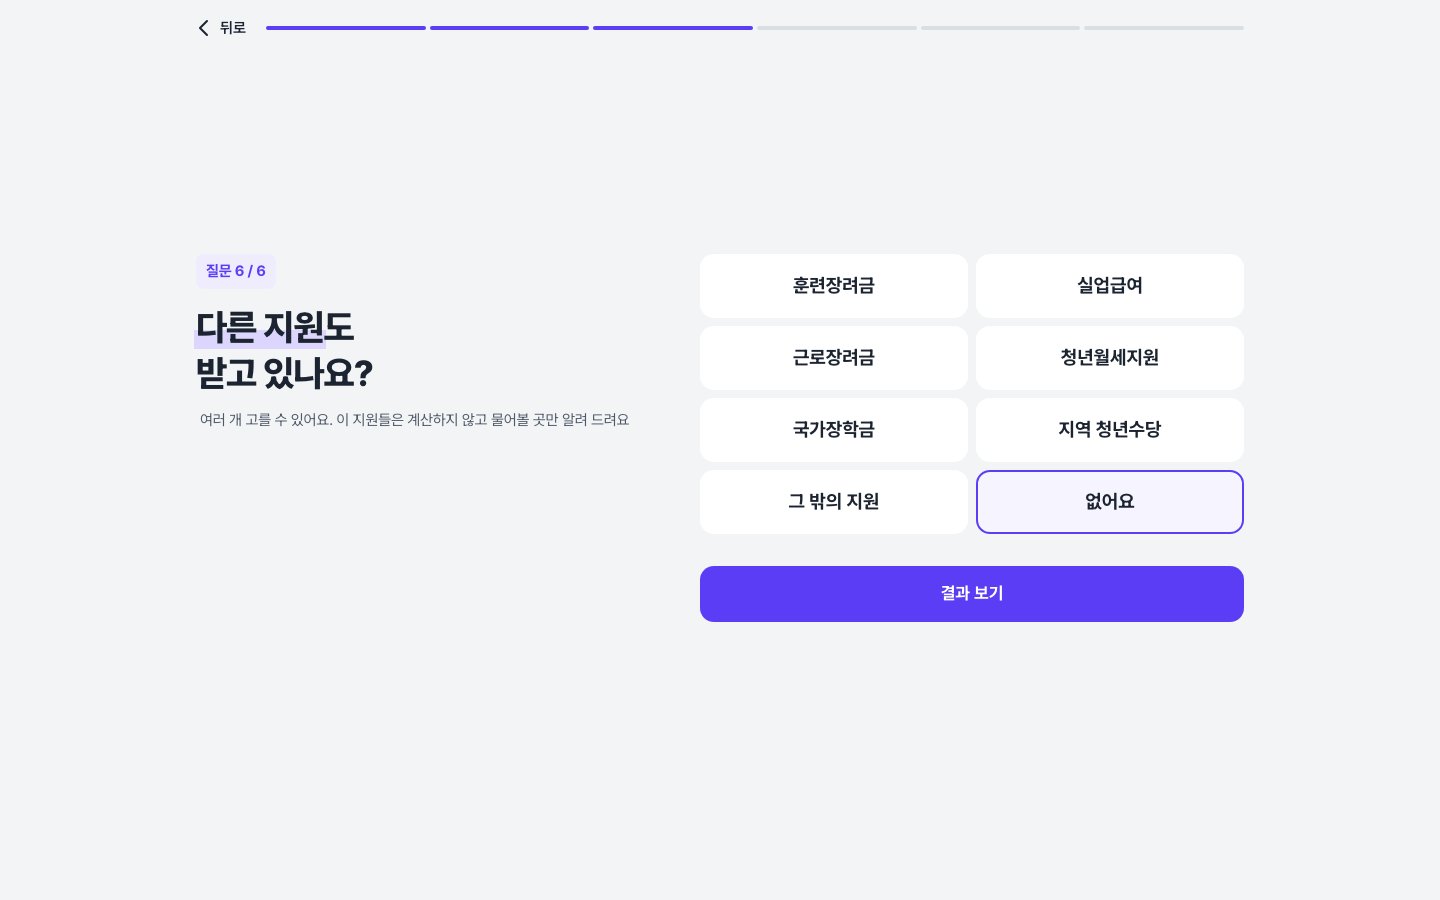 뒤로
질문 6 / 6
다른 지원도
받고 있나요?
여러 개 고를 수 있어요. 이 지원들은 계산하지 않고 물어볼 곳만 알려 드려요
훈련장려금
실업급여
근로장려금
청년월세지원
국가장학금
지역 청년수당
그 밖의 지원
없어요
결과 보기